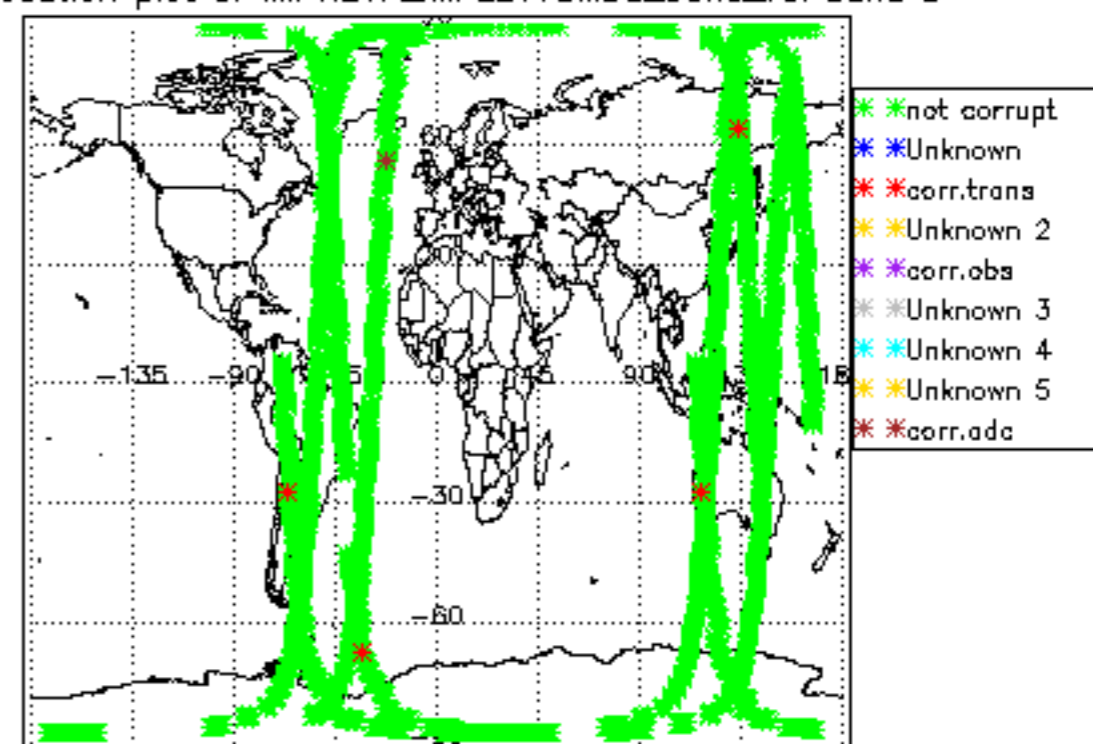 not corrupt
Unknown
corr.trans
Unknown 2
corr.obs
Unknown 3
Unknown 4
Unknown 5
corr.adc
60
-135 -90 0 90
-30
-60